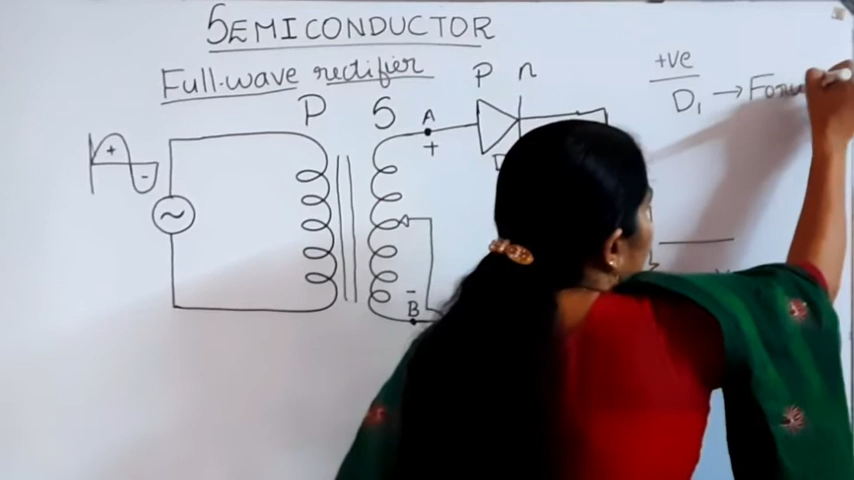 SEMICONDUCTOR
Full-wave rectifier
P S A P n
+
+ -
B
-
+ve
D₁ → Forw